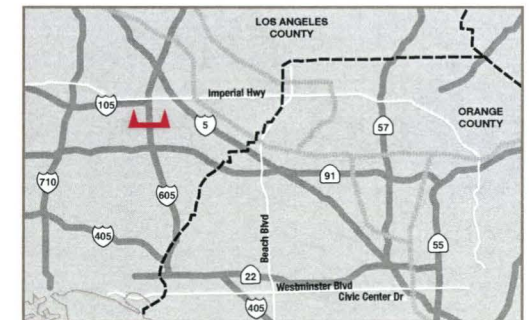 LOS ANGELES
COUNTY
Imperial Hwy
105
5
57
ORANGE
COUNTY
710
605
91
405
55
Beach Blvd
22
Westminster Blvd
Civic Center Dr
405